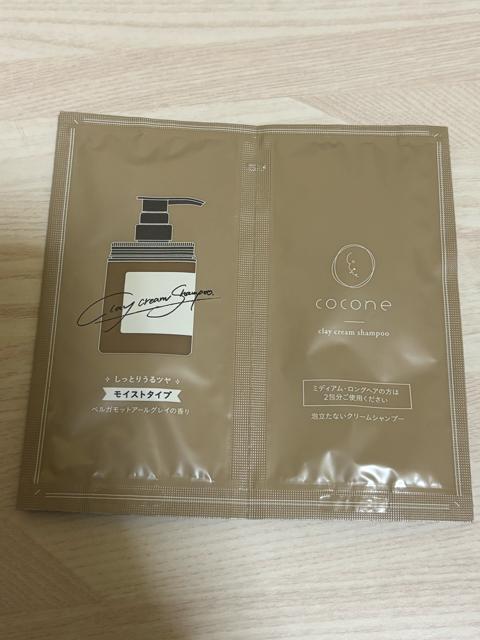 Clay cream Shampoo.
しっとりうるツヤ
モイストタイプ
ベルガモットアールグレイの香り
cocone
clay cream shampoo
ミディアム・ロングヘアの方は
2包分ご使用ください
泡立たないクリームシャンプー